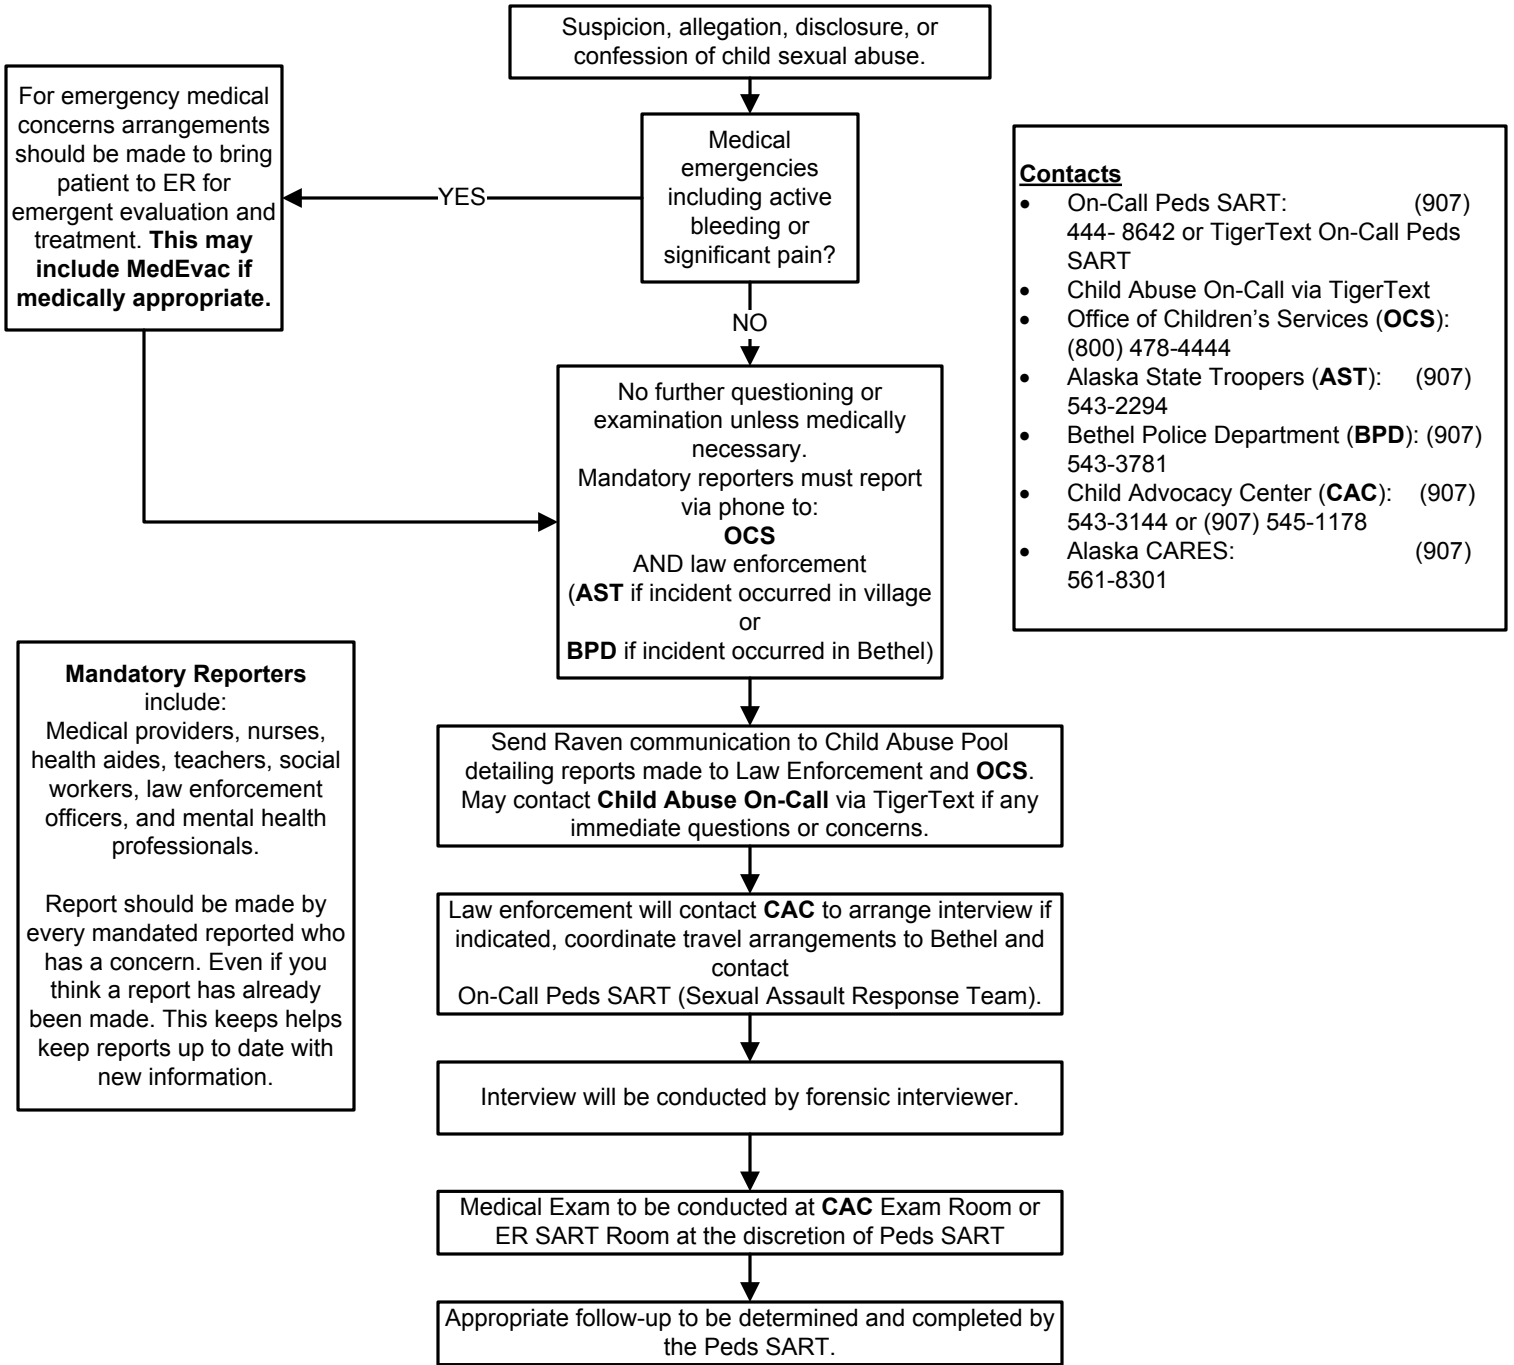 Suspicion, allegation, disclosure, or
confession of child sexual abuse.
For emergency medical
concerns arrangements
should be made to bring
patient to ER for
emergent evaluation and
treatment. This may
include MedEvac if
medically appropriate.
YES
Medical
emergencies
including active
bleeding or
significant pain?
NO
Contacts
• On-Call Peds SART: (907)
444- 8642 or TigerText On-Call Peds
SART
• Child Abuse On-Call via TigerText
• Office of Children's Services (OCS):
(800) 478-4444
• Alaska State Troopers (AST): (907)
543-2294
• Bethel Police Department (BPD): (907)
543-3781
• Child Advocacy Center (CAC): (907)
543-3144 or (907) 545-1178
• Alaska CARES: (907)
561-8301
No further questioning or
examination unless medically
necessary.
Mandatory reporters must report
via phone to:
OCS
AND law enforcement
(AST if incident occurred in village
or
BPD if incident occurred in Bethel)
Mandatory Reporters
include:
Medical providers, nurses,
health aides, teachers, social
workers, law enforcement
officers, and mental health
professionals.
Report should be made by
every mandated reported who
has a concern. Even if you
think a report has already
been made. This keeps helps
keep reports up to date with
new information.
Send Raven communication to Child Abuse Pool
detailing reports made to Law Enforcement and OCS.
May contact Child Abuse On-Call via TigerText if any
immediate questions or concerns.
Law enforcement will contact CAC to arrange interview if
indicated, coordinate travel arrangements to Bethel and
contact
On-Call Peds SART (Sexual Assault Response Team).
Interview will be conducted by forensic interviewer.
Medical Exam to be conducted at CAC Exam Room or
ER SART Room at the discretion of Peds SART
Appropriate follow-up to be determined and completed by
the Peds SART.